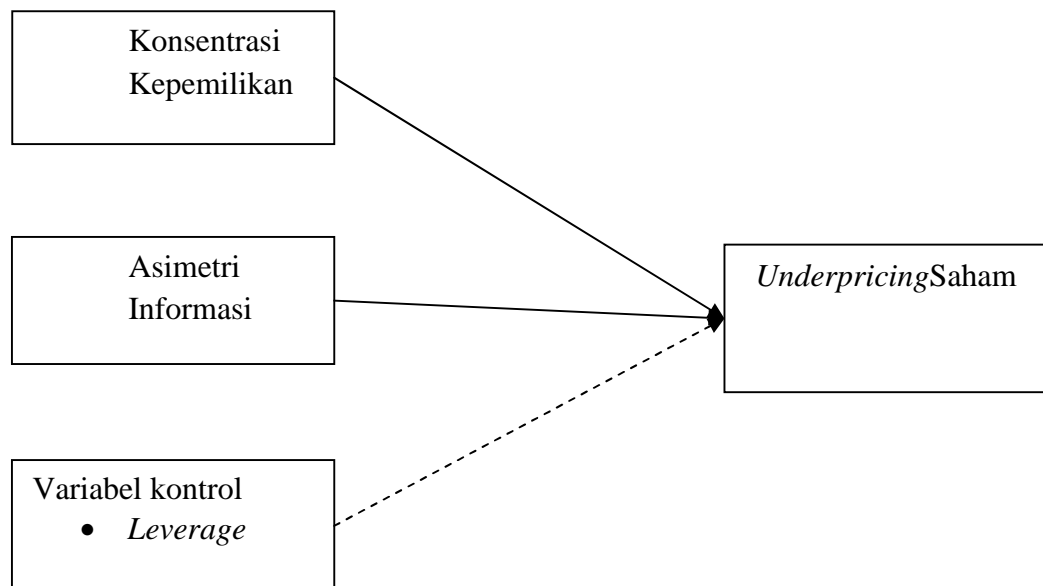 Konsentrasi
Kepemilikan
Asimetri
Informasi
UnderpricingSaham
Variabel kontrol
• Leverage